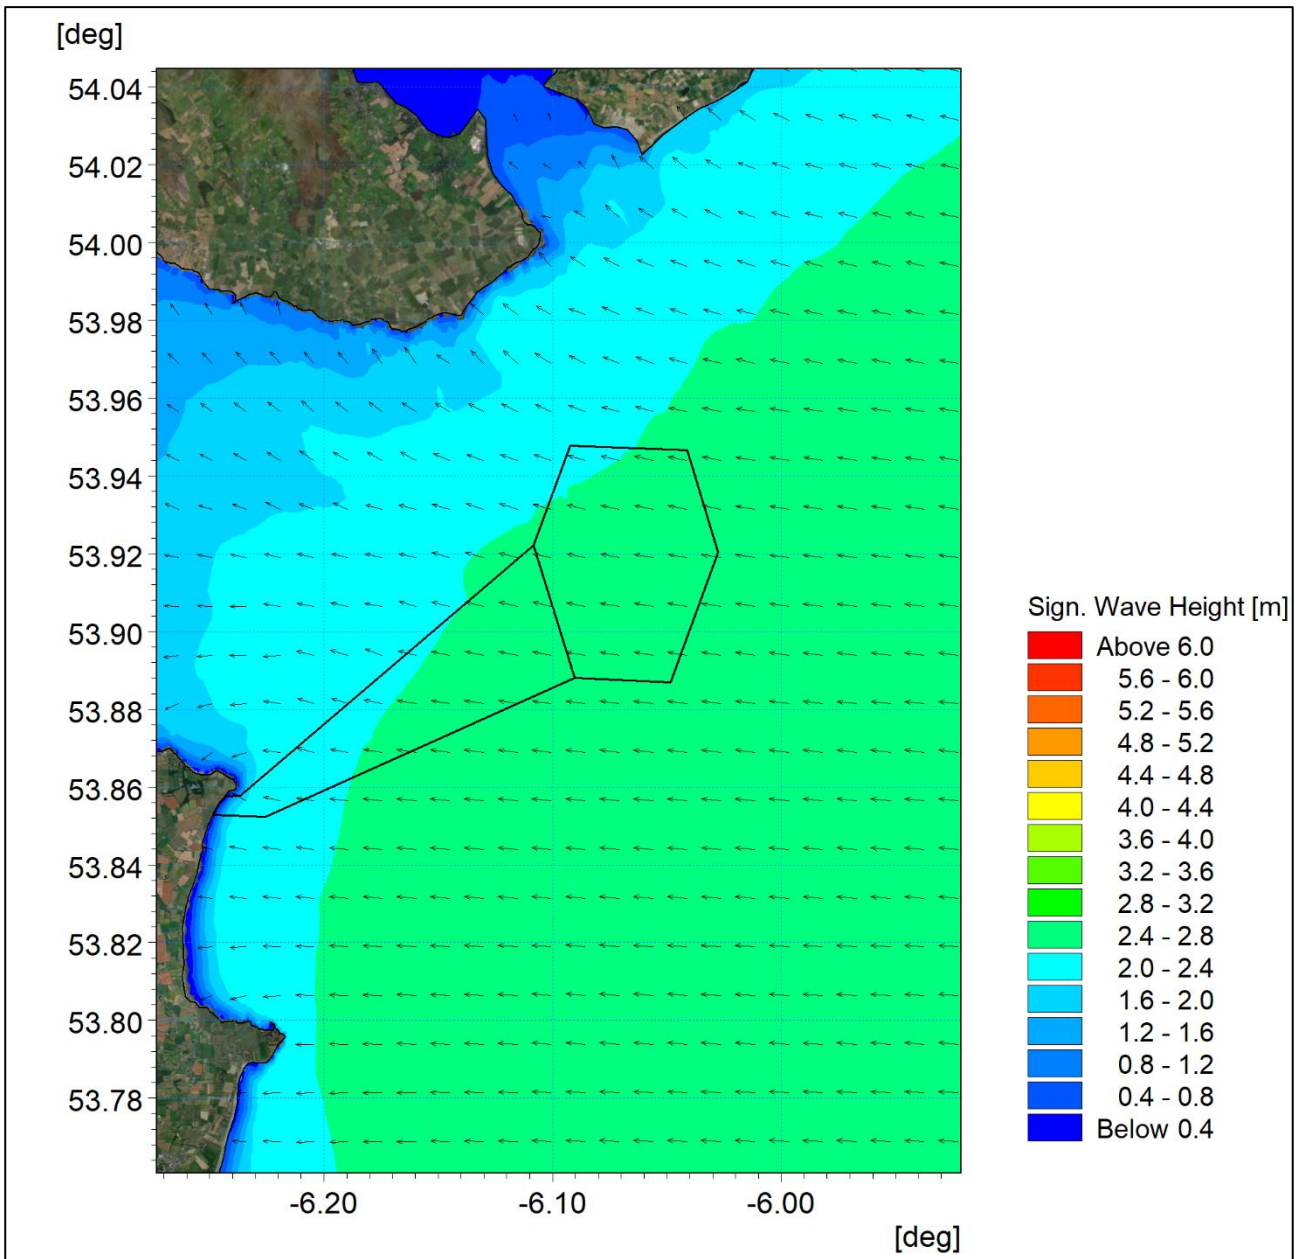 [deg]
54.04
54.02
54.00
53.98
53.96
53.94
53.92
53.90
53.88
53.86
53.84
53.82
53.80
53.78
-6.20 -6.10 -6.00
[deg]
Sign. Wave Height [m]
Above 6.0
5.6 - 6.0
5.2 - 5.6
4.8 - 5.2
4.4 - 4.8
4.0 - 4.4
3.6 - 4.0
3.2 - 3.6
2.8 - 3.2
2.4 - 2.8
2.0 - 2.4
1.6 - 2.0
1.2 - 1.6
0.8 - 1.2
0.4 - 0.8
Below 0.4